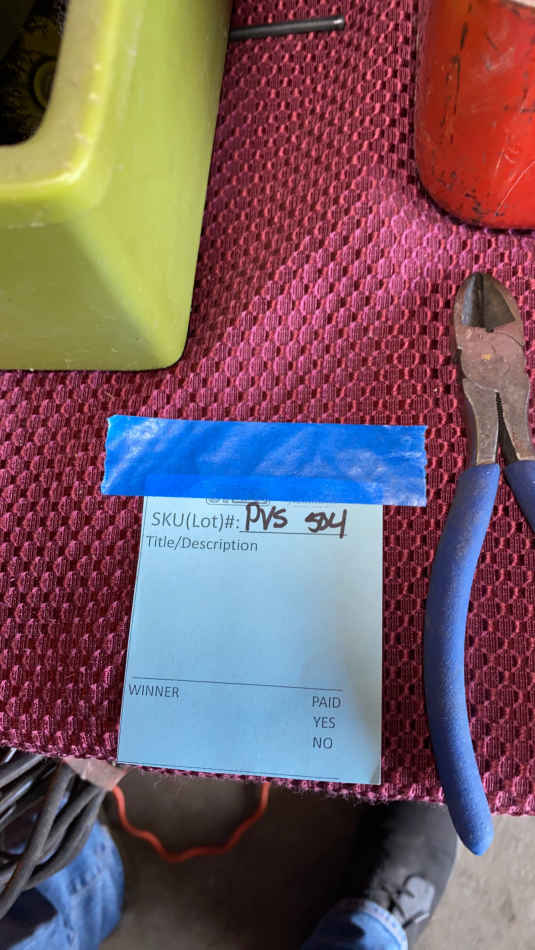 SKU(Lot)#: PVS 504
Title/Description
WINNER
PAID
YES
NO